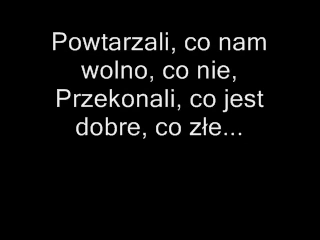 Powtarzali, co nam
wolno, co nie,
Przekonali, co jest
dobre, co złe...